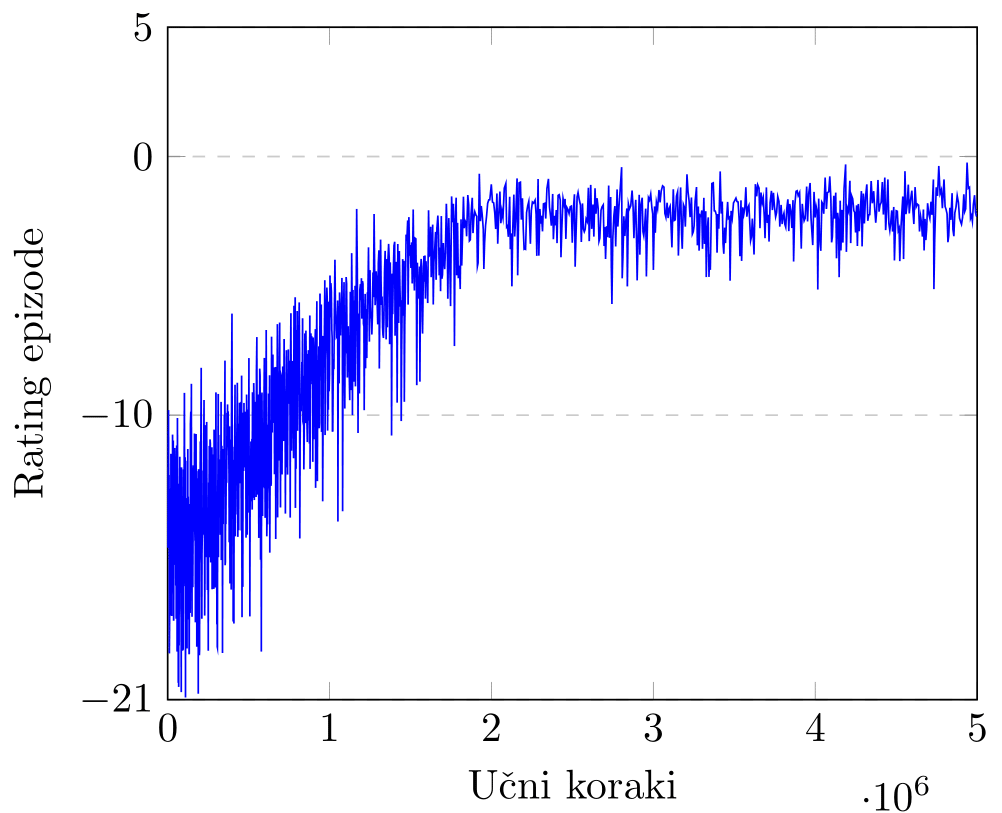 5
0
−10
−21
0 1 2 3 4 5
·10⁶
Učni koraki
Rating epizode